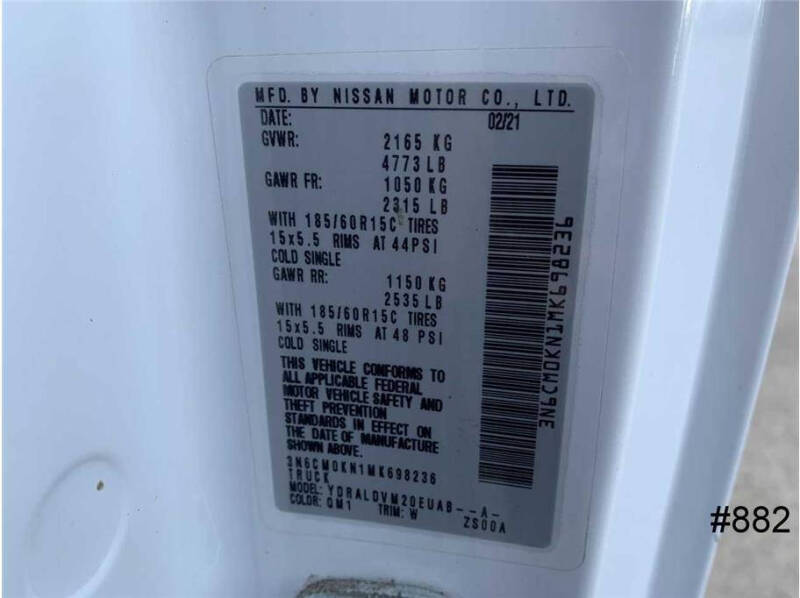 MFD. BY NISSAN MOTOR CO., LTD.
DATE: 02/21
GVWR: 2165 KG
4773 LB
GAWR FR: 1050 KG
2315 LB
WITH 185/60R15C TIRES
15x5.5 RIMS AT 44PSI
COLD SINGLE
GAWR RR: 1150 KG
2535 LB
WITH 185/60R15C TIRES
15x5.5 RIMS AT 48 PSI
COLD SINGLE
THIS VEHICLE CONFORMS TO
ALL APPLICABLE FEDERAL
MOTOR VEHICLE SAFETY AND
THEFT PREVENTION
STANDARDS IN EFFECT ON
THE DATE OF MANUFACTURE
SHOWN ABOVE.
3N6CM0KN1MK698236
TRUCK
MODEL: YDRALDVM20EUAB--A-
COLOR: QM1 TRIM: W ZS00A
3N6CM0KN1MK698236
#882